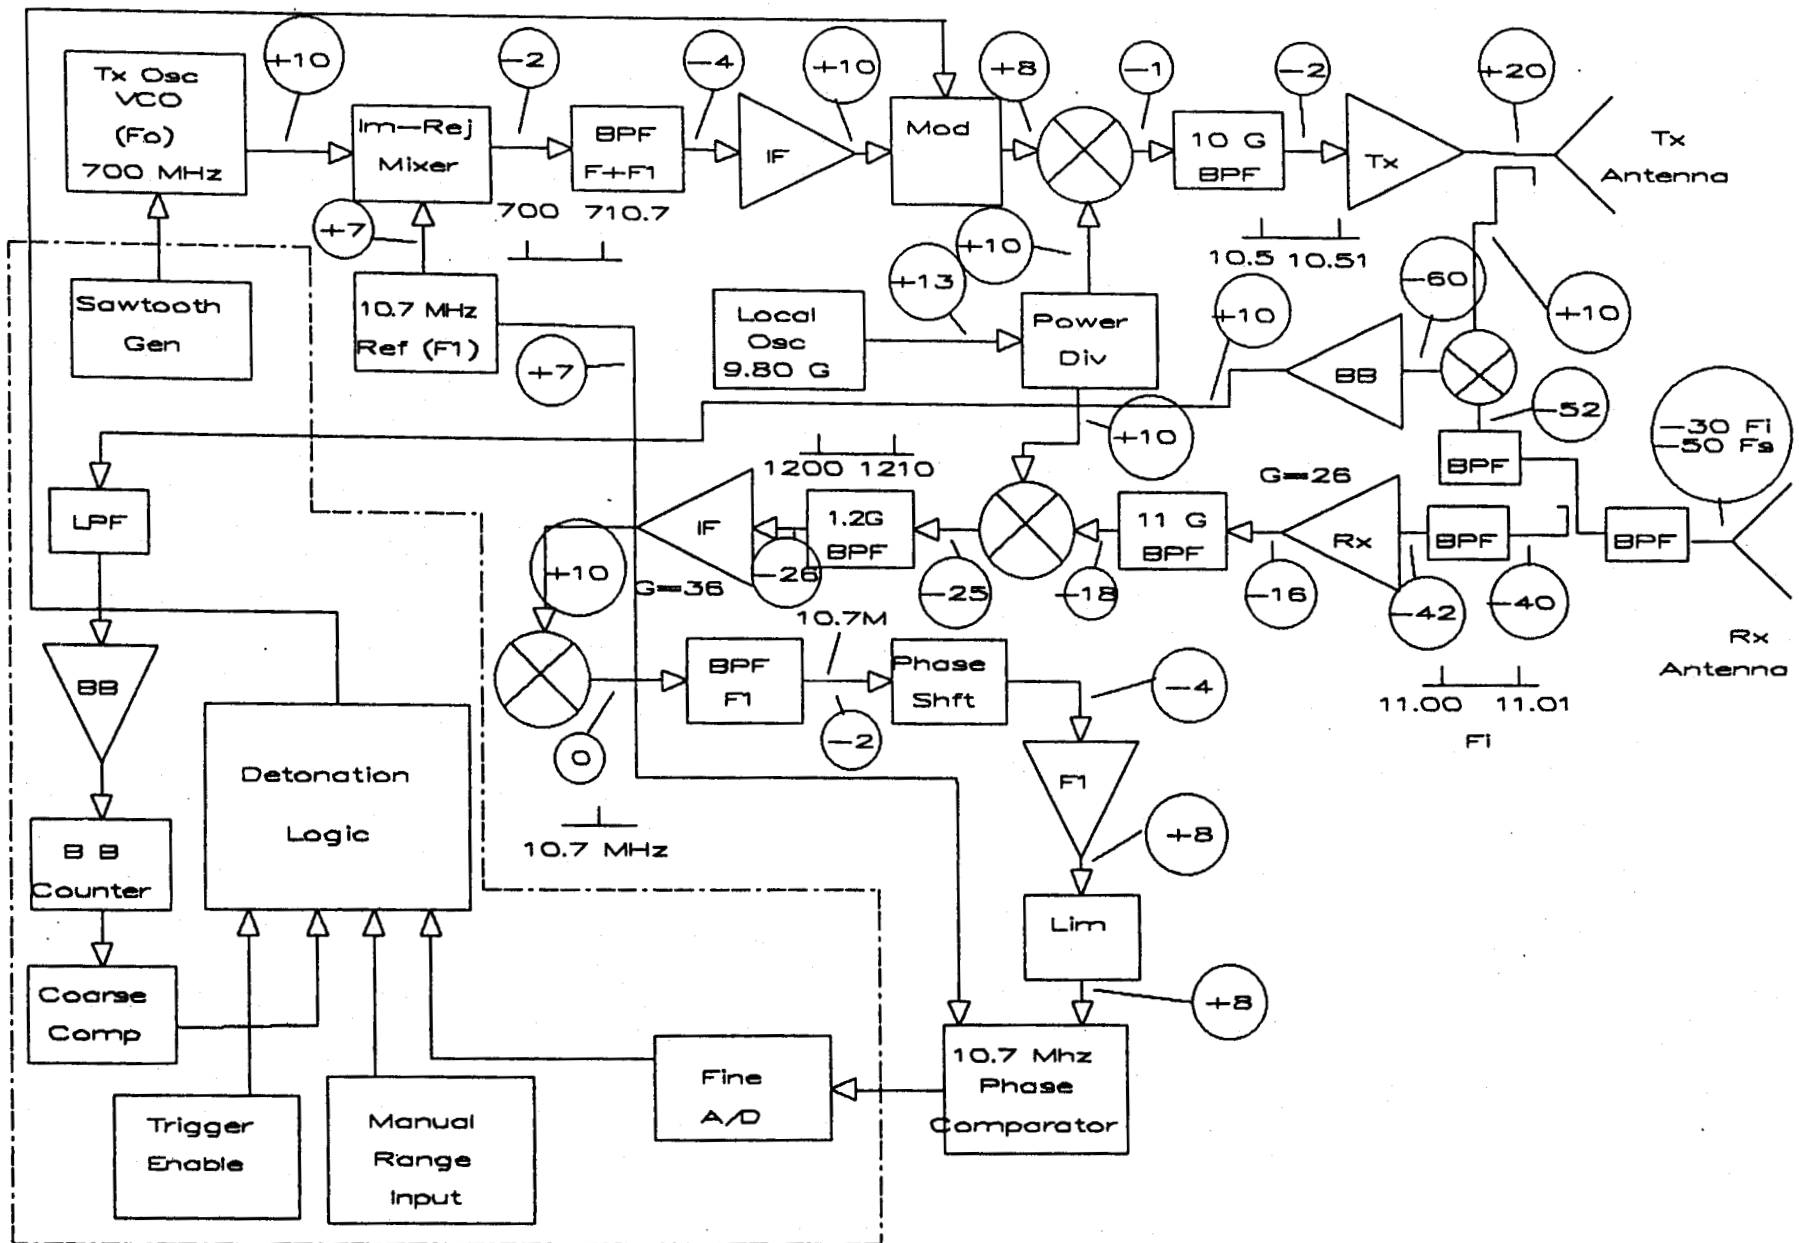 Tx Osc
VCO
(Fo)
700 MHz
+10
Im-Rej
Mixer
-2
BPF
F+F1
-4
IF
+10
Mod
+8
-1
10 G
BPF
-2
Tx
+20
Tx
Antenna
+7
700 710.7
+10
10.5 10.51
Sawtooth
Gen
10.7 MHz
Ref (F1)
+7
Local
Osc
9.80 G
+13
Power
Div
+10
-60
+10
BB
-52
-30 Fi
-50 Fs
+10
BPF
1200 1210
G=26
LPF
+10
IF
G=36
-26
1.2G
BPF
-25
-18
11 G
BPF
-16
Rx
-42
BPF
-40
BPF
Rx
Antenna
11.00 11.01
Fi
BB
0
BPF
F1
10.7M
-2
Phase
Shft
-4
10.7 MHz
F1
+8
Detonation
Logic
B B
Counter
Lim
+8
Coarse
Comp
Trigger
Enable
Manual
Range
Input
Fine
A/D
10.7 Mhz
Phase
Comparator